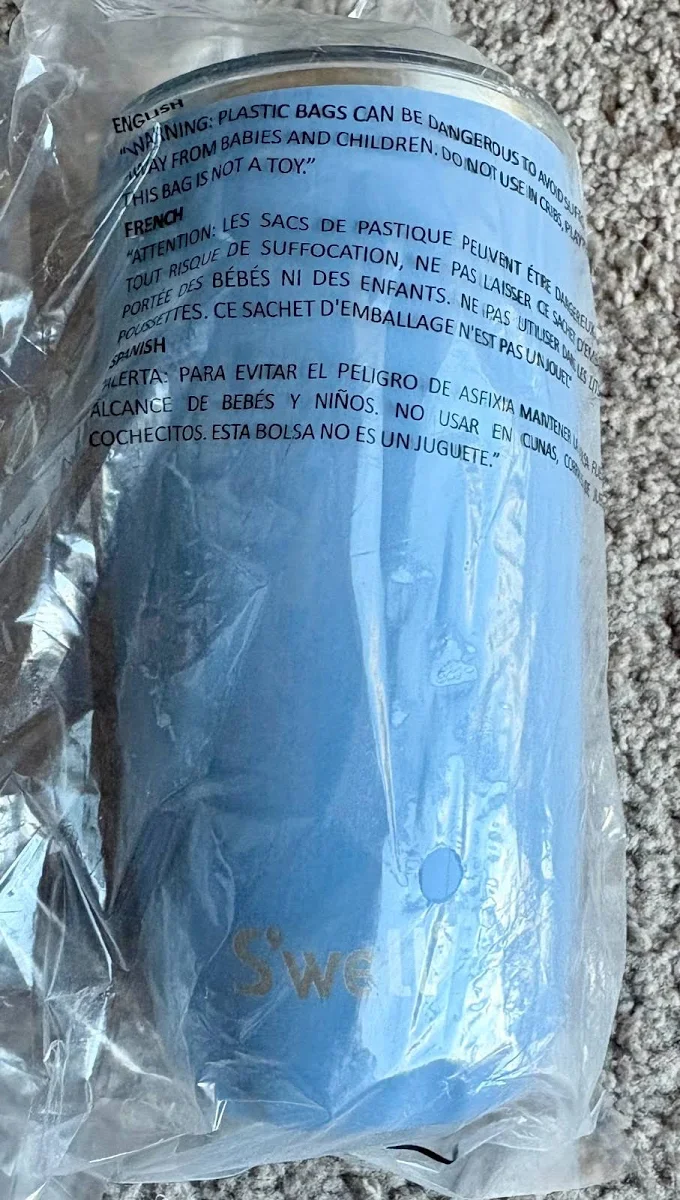 ENGLISH
"WARNING: PLASTIC BAGS CAN BE DANGEROUS TO AVOID
AWAY FROM BABIES AND CHILDREN. DO NOT USE IN CRIBS,
THIS BAG IS NOT A TOY."
FRENCH
"ATTENTION: LES SACS DE PASTIQUE PEUVENT ÊTRE DANGEREUX
TOUT RISQUE DE SUFFOCATION, NE PAS LAISSER CE SACHET
PORTÉE DES BÉBÉS NI DES ENFANTS. NE PAS UTILISER LES
POUSSETTES. CE SACHET D'EMBALLAGE N'EST PAS UN JOUET"
SPANISH
ALERTA: PARA EVITAR EL PELIGRO DE ASFIXIA MANTENER
ALCANCE DE BEBÉS Y NIÑOS. NO USAR EN CUNAS,
COCHECITOS. ESTA BOLSA NO ES UN JUGUETE."
S'well